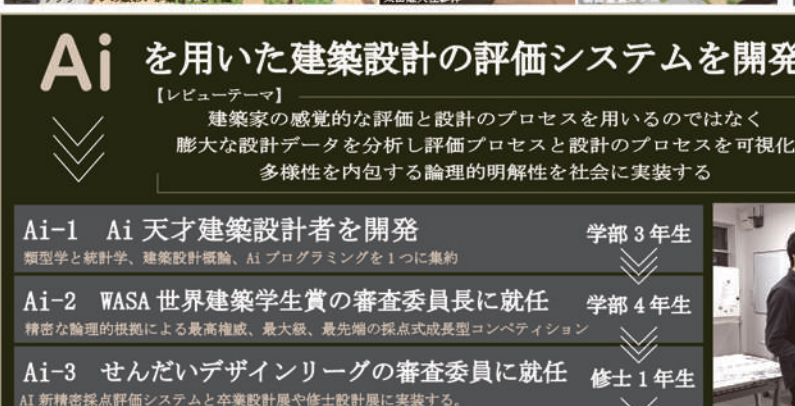 Ai を用いた建築設計の評価システムを開発
【レビューテーマ】
建築家の感覚的な評価と設計のプロセスを用いるのではなく
膨大な設計データを分析し評価プロセスと設計のプロセスを可視化
多様性を内包する論理的明解性を社会に実装する
Ai-1 Ai 天才建築設計者を開発 学部 3 年生
類型学と統計学、建築設計概論、Ai プログラミングを 1 つに集約
Ai-2 WASA 世界建築学生賞の審査委員長に就任 学部 4 年生
精密な論理的根拠による最高権威、最大級、最先端の採点式成長型コンペティション
Ai-3 せんだいデザインリーグの審査委員に就任 修士 1 年生
AI 新精密採点評価システムと卒業設計展や修士設計展に実装する。